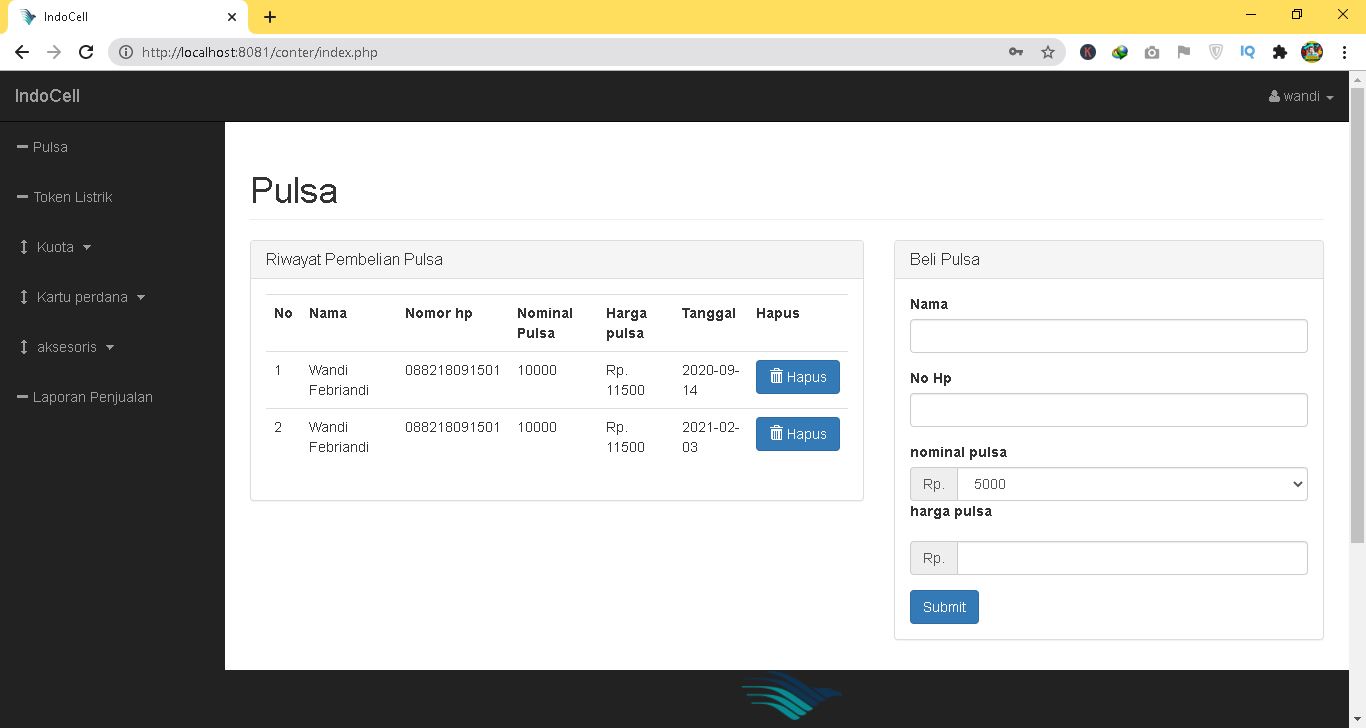 IndoCell
http://localhost:8081/conter/index.php
IndoCell
wandi
Pulsa
Token Listrik
Kuota
Kartu perdana
aksesoris
Laporan Penjualan
Pulsa
Riwayat Pembelian Pulsa
No Nama Nomor hp Nominal Pulsa Harga pulsa Tanggal Hapus
1 Wandi Febriandi 088218091501 10000 Rp. 11500 2020-09-14 Hapus
2 Wandi Febriandi 088218091501 10000 Rp. 11500 2021-02-03 Hapus
Beli Pulsa
Nama
No Hp
nominal pulsa
Rp. 5000
harga pulsa
Rp.
Submit